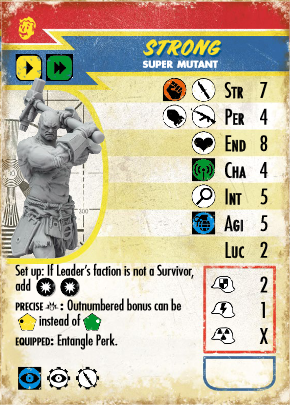 STRONG
SUPER MUTANT
STR 7
PER 4
END 8
CHA 4
INT 5
AGI 5
LUC 2
Set up: If Leader's faction is not a Survivor,
add
PRECISE : Outnumbered bonus can be
instead of
EQUIPPED: Entangle Perk.
2
1
X